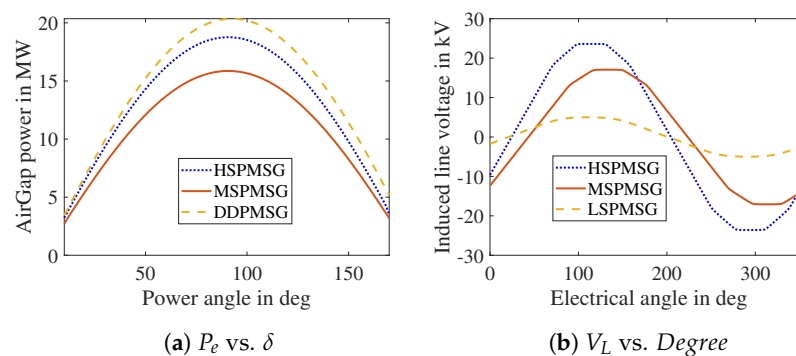 AirGap power in MW
20
15
10
5
0
50
100
150
Power angle in deg
HSPMSG
MSPMSG
DDPMSG
(a) Pₑ vs. δ
Induced line voltage in kV
30
20
10
0
-10
-20
-30
0
100
200
300
Electrical angle in deg
HSPMSG
MSPMSG
LSPMSG
(b) V_L vs. Degree